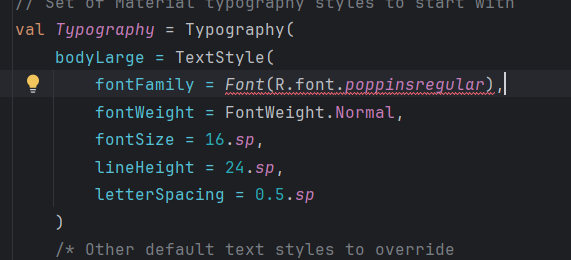 // Set of Material typography styles to start with
val Typography = Typography(
bodyLarge = TextStyle(
fontFamily = Font(R.font.poppinsregular),
fontWeight = FontWeight.Normal,
fontSize = 16.sp,
lineHeight = 24.sp,
letterSpacing = 0.5.sp
)
/* Other default text styles to override